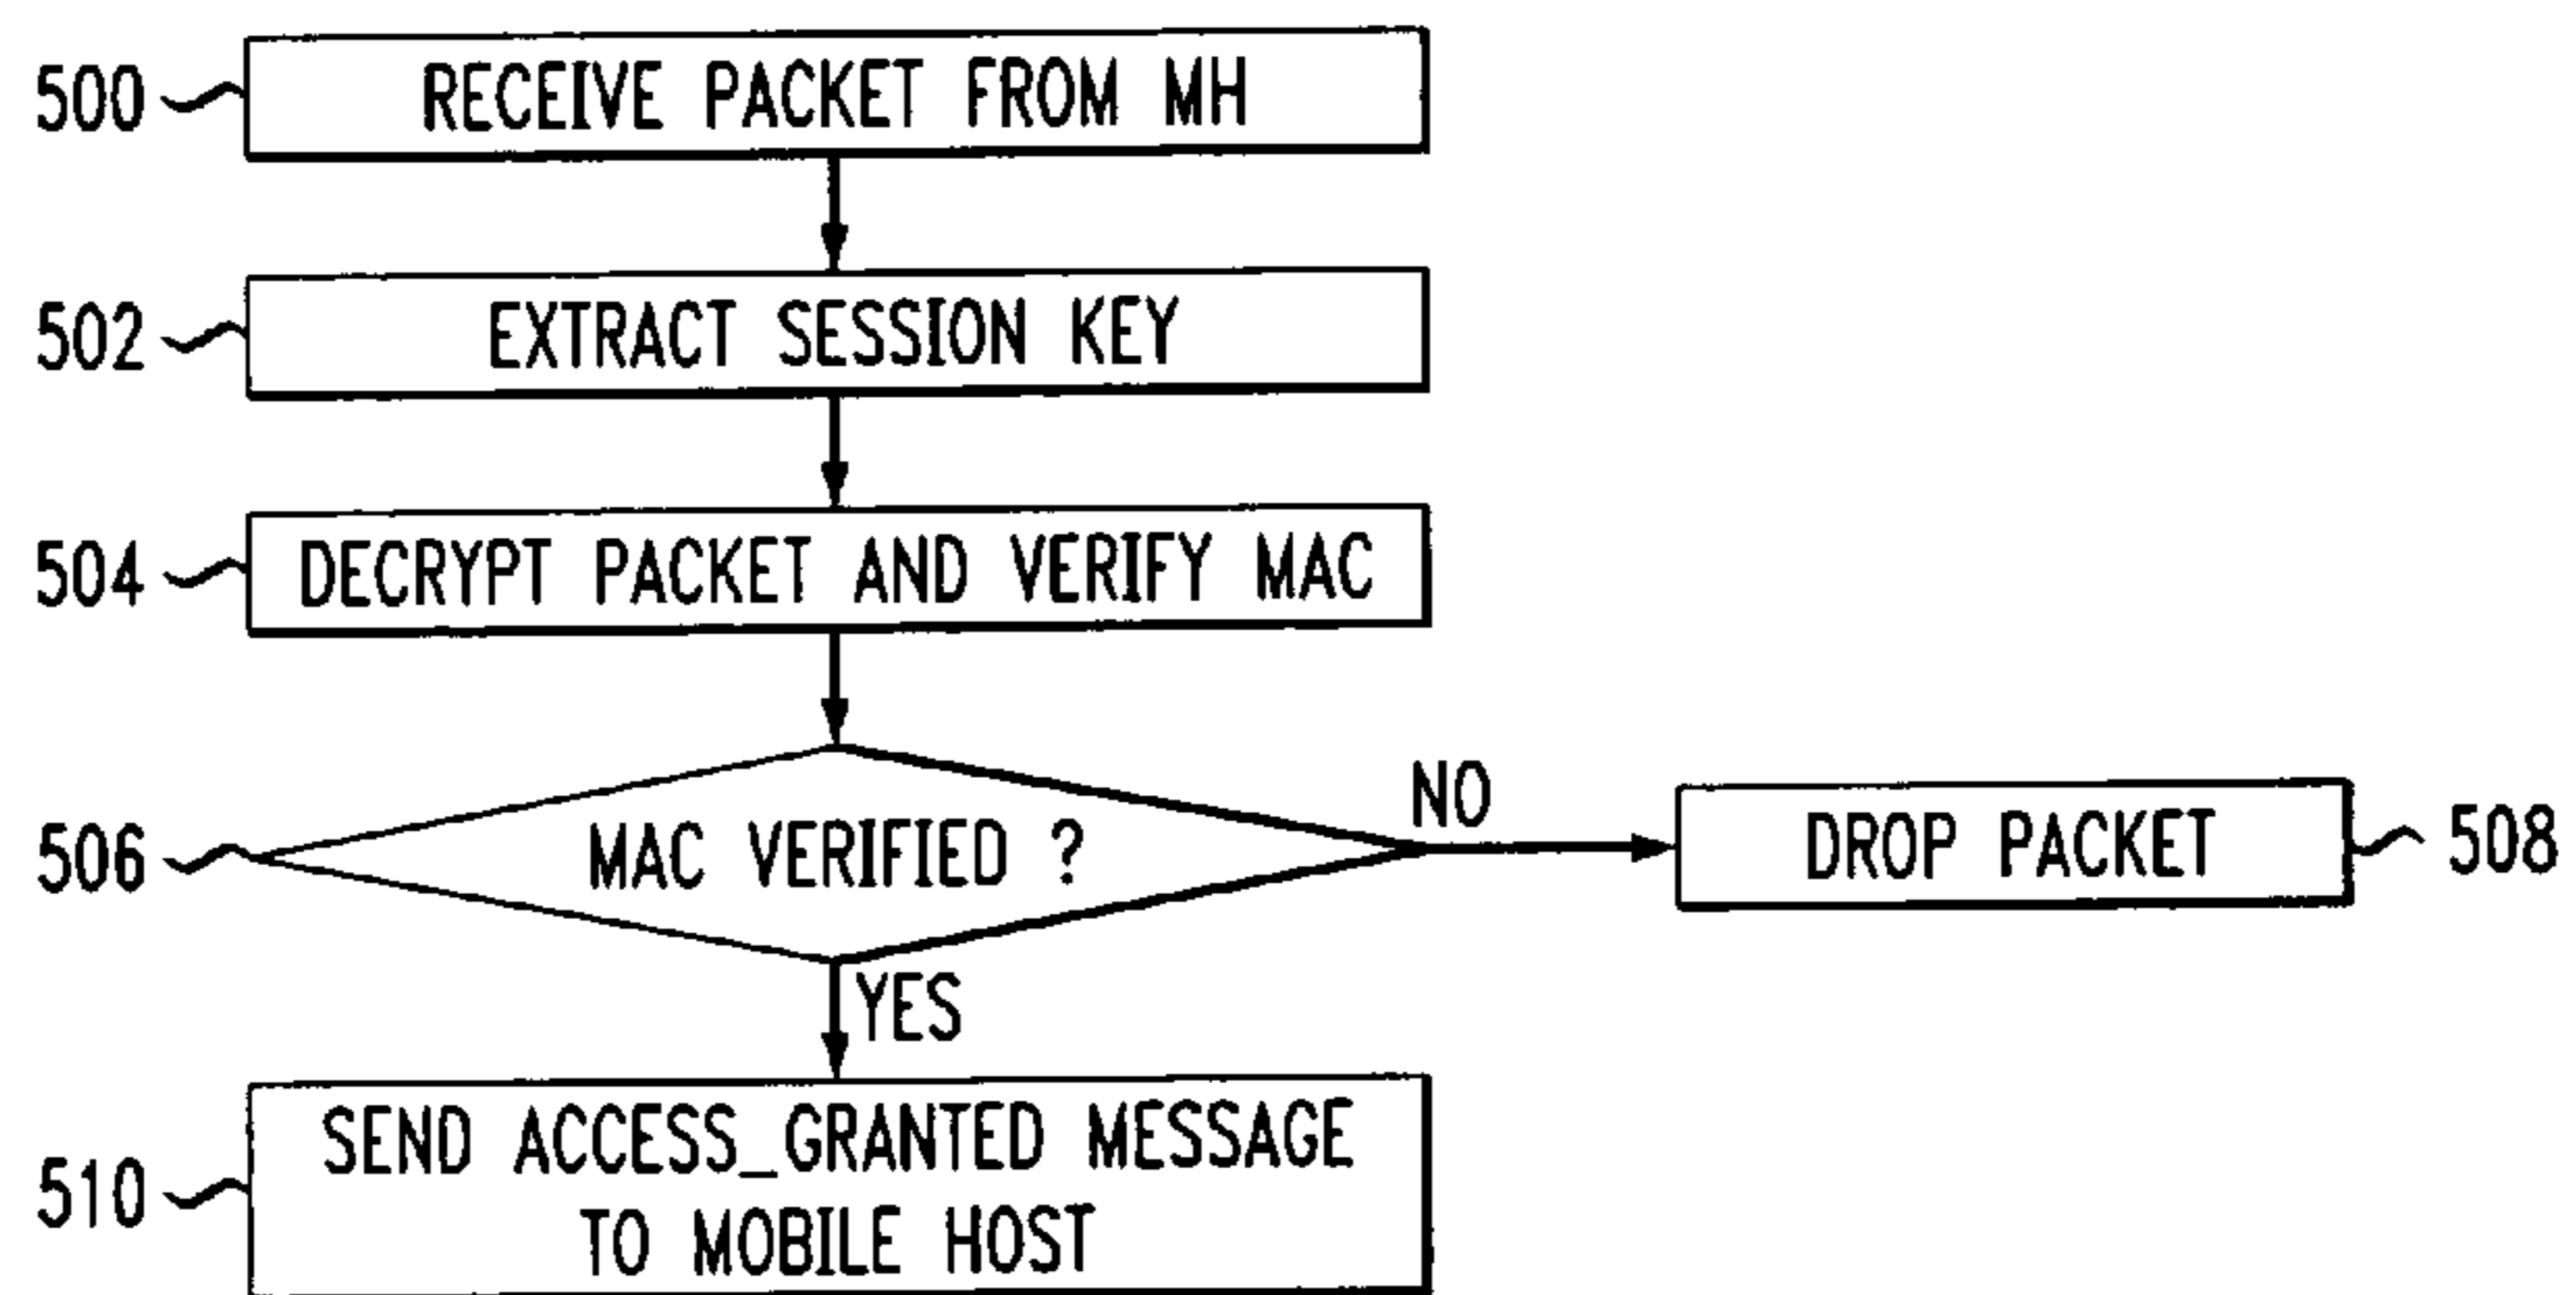 500 RECEIVE PACKET FROM MH
502 EXTRACT SESSION KEY
504 DECRYPT PACKET AND VERIFY MAC
506 MAC VERIFIED ?
NO
DROP PACKET 508
YES
510 SEND ACCESS_GRANTED MESSAGE
TO MOBILE HOST